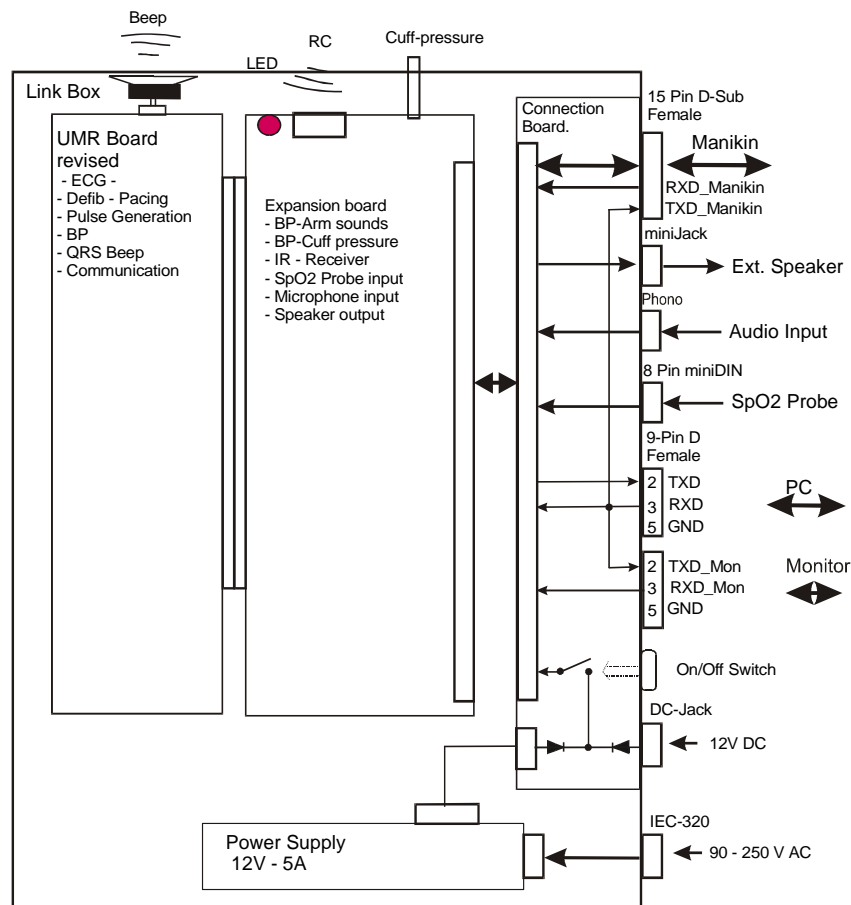 Beep
RC
Cuff-pressure
LED
Link Box
UMR Board
revised
- ECG -
- Defib - Pacing
- Pulse Generation
- BP
- QRS Beep
- Communication
Expansion board
- BP-Arm sounds
- BP-Cuff pressure
- IR - Receiver
- SpO2 Probe input
- Microphone input
- Speaker output
Connection
Board.
15 Pin D-Sub
Female
Manikin
RXD_Manikin
TXD_Manikin
miniJack
Ext. Speaker
Phono
Audio Input
8 Pin miniDIN
SpO2 Probe
9-Pin D
Female
2 TXD
3 RXD
5 GND
PC
2 TXD_Mon
3 RXD_Mon
5 GND
Monitor
On/Off Switch
DC-Jack
12V DC
Power Supply
12V - 5A
IEC-320
90 - 250 V AC